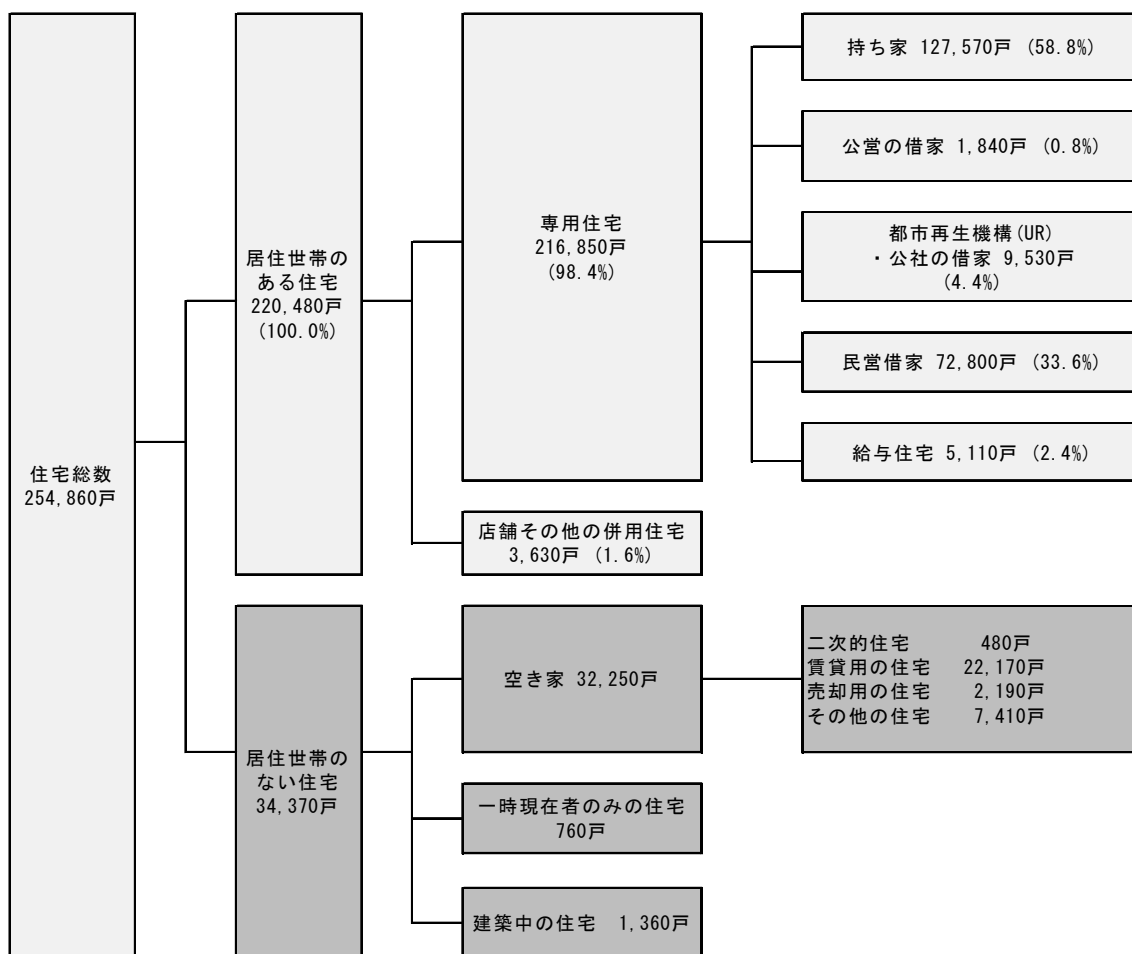 住宅総数
254,860戸
居住世帯の
ある住宅
220,480戸
(100.0%)
専用住宅
216,850戸
(98.4%)
持ち家 127,570戸 (58.8%)
公営の借家 1,840戸 (0.8%)
都市再生機構(UR)
・公社の借家 9,530戸
(4.4%)
民営借家 72,800戸 (33.6%)
給与住宅 5,110戸 (2.4%)
店舗その他の併用住宅
3,630戸 (1.6%)
居住世帯の
ない住宅
34,370戸
空き家 32,250戸
二次的住宅 480戸
賃貸用の住宅 22,170戸
売却用の住宅 2,190戸
その他の住宅 7,410戸
一時現在者のみの住宅
760戸
建築中の住宅 1,360戸